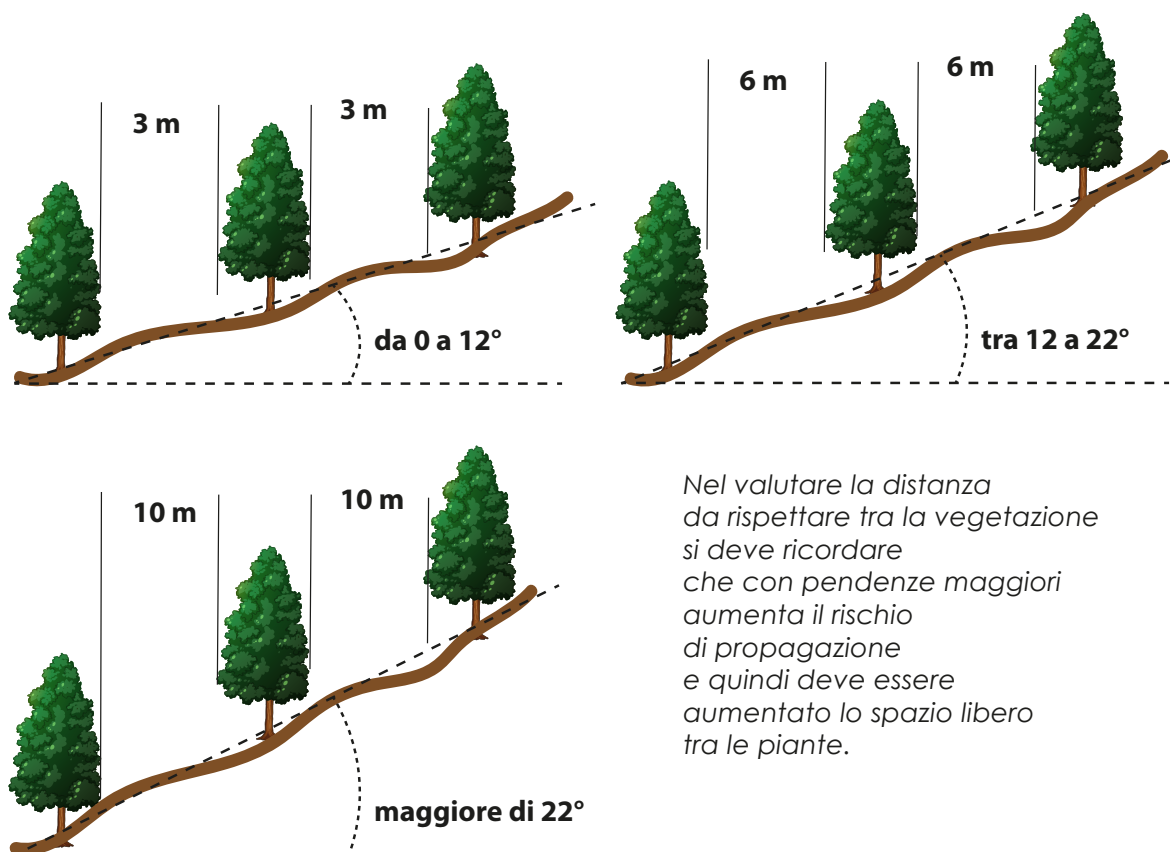 3 m
3 m
da 0 a 12°
6 m
6 m
tra 12 a 22°
10 m
10 m
maggiore di 22°
Nel valutare la distanza
da rispettare tra la vegetazione
si deve ricordare
che con pendenze maggiori
aumenta il rischio
di propagazione
e quindi deve essere
aumentato lo spazio libero
tra le piante.